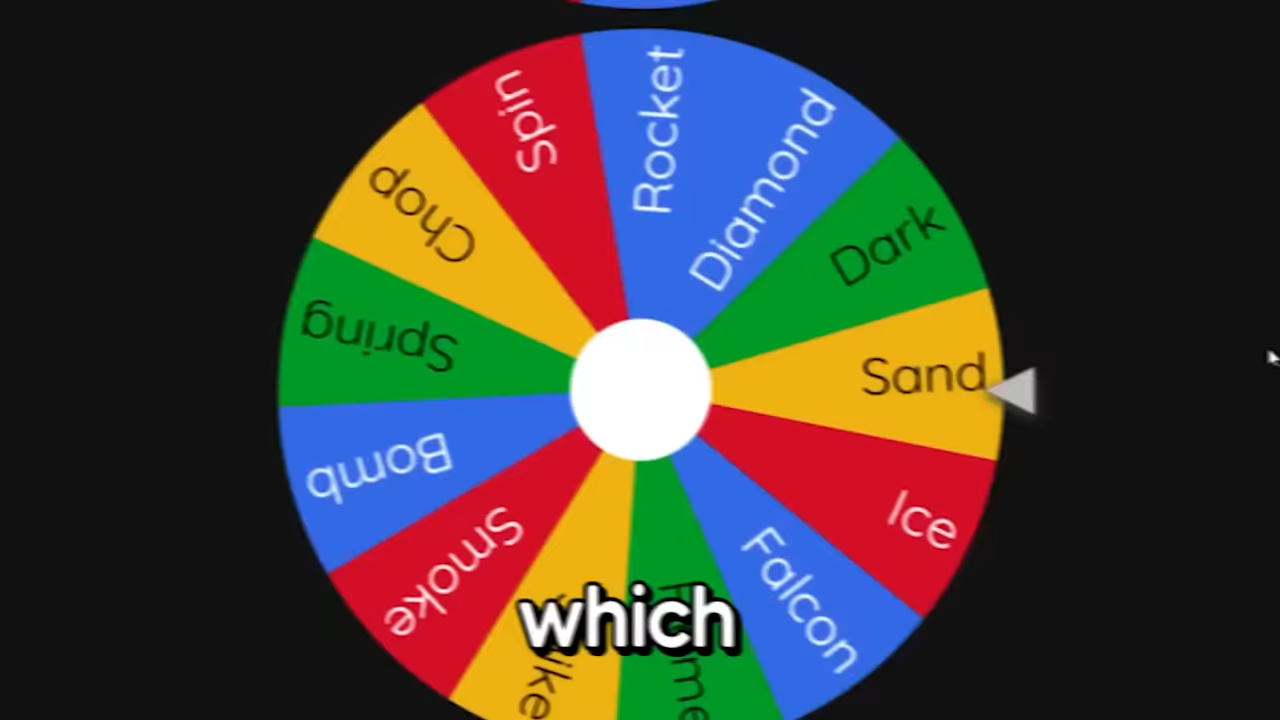 Rocket
Diamond
Dark
Sand
Ice
Falcon
Smoke
Bomb
Spring
Chop
Spin
which